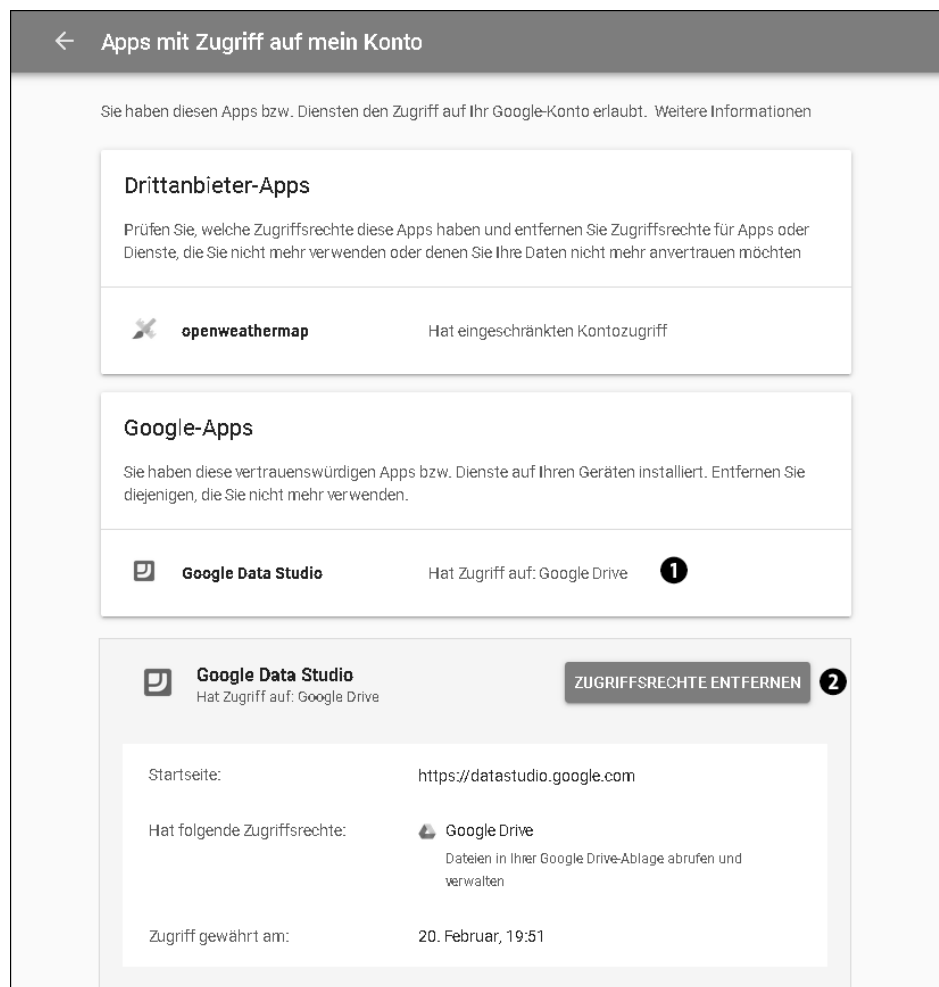 Apps mit Zugriff auf mein Konto
Sie haben diesen Apps bzw. Diensten den Zugriff auf Ihr Google-Konto erlaubt. Weitere Informationen
Drittanbieter-Apps
Prüfen Sie, welche Zugriffsrechte diese Apps haben und entfernen Sie Zugriffsrechte für Apps oder
Dienste, die Sie nicht mehr verwenden oder denen Sie Ihre Daten nicht mehr anvertrauen möchten
openweathermap Hat eingeschränkten Kontozugriff
Google-Apps
Sie haben diese vertrauenswürdigen Apps bzw. Dienste auf Ihren Geräten installiert. Entfernen Sie
diejenigen, die Sie nicht mehr verwenden.
Google Data Studio Hat Zugriff auf: Google Drive 1
Google Data Studio ZUGRIFFSRECHTE ENTFERNEN 2
Hat Zugriff auf: Google Drive
Startseite: https://datastudio.google.com
Hat folgende Zugriffsrechte: Google Drive
Dateien in Ihrer Google Drive-Ablage abrufen und
verwalten
Zugriff gewährt am: 20. Februar, 19:51